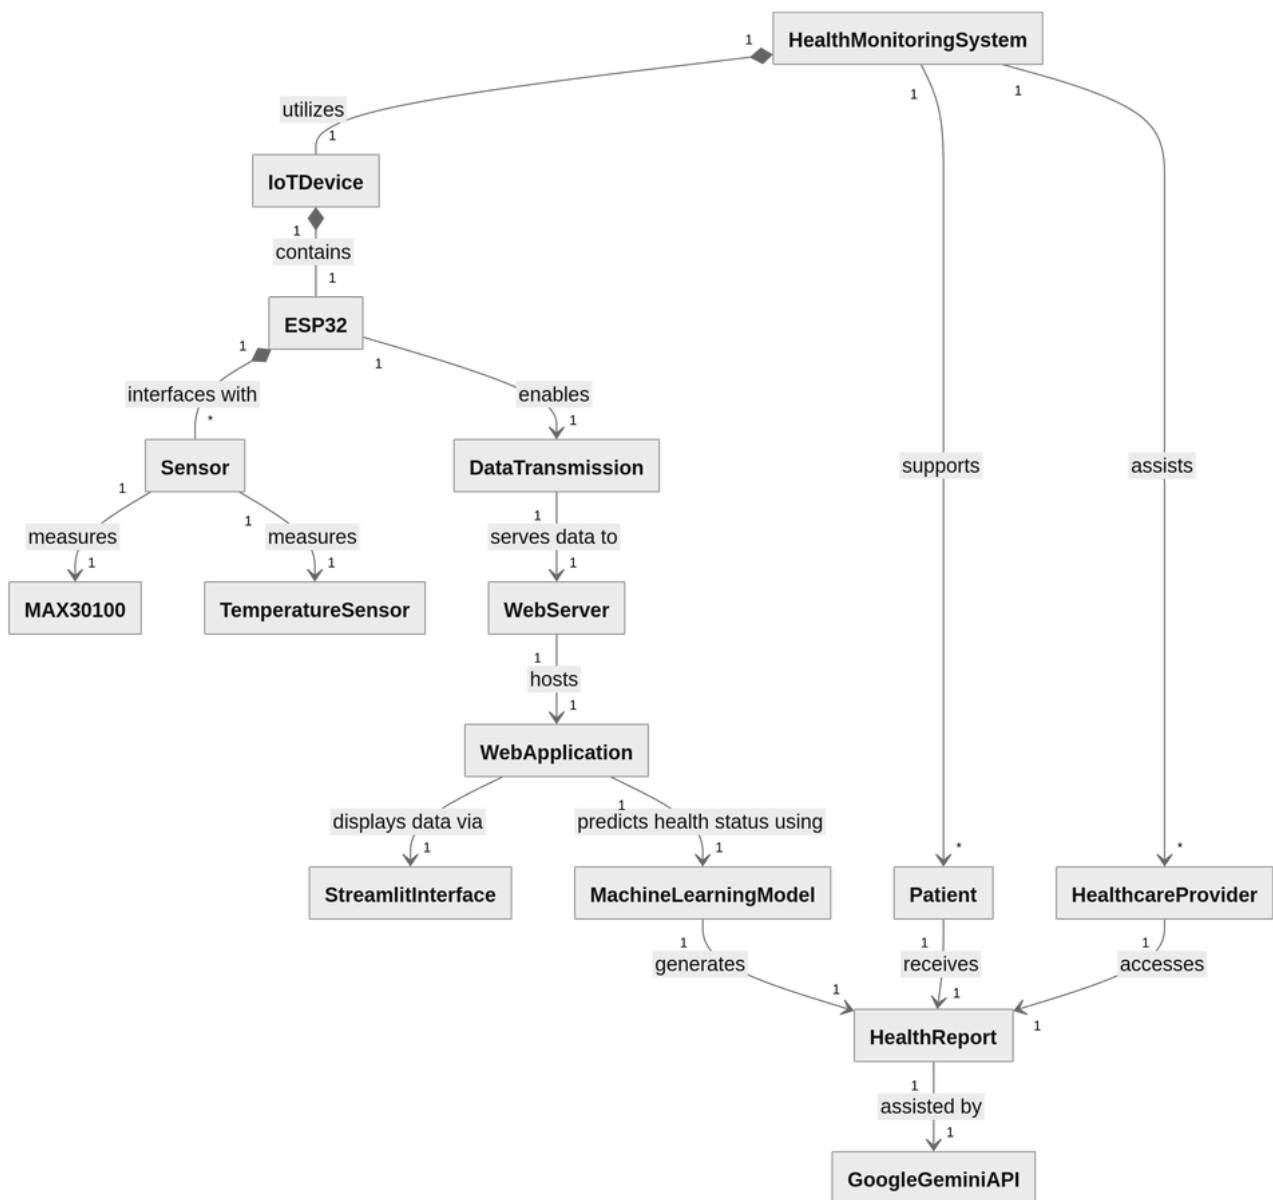 HealthMonitoringSystem
1
1
1
utilizes
1
IoTDevice
1
contains
1
ESP32
1
1
interfaces with
enables
*
1
Sensor
DataTransmission
supports
assists
1
1
1
measures
measures
serves data to
1
1
1
MAX30100
TemperatureSensor
WebServer
1
hosts
1
WebApplication
1
displays data via
predicts health status using
1
1
*
*
StreamlitInterface
MachineLearningModel
Patient
HealthcareProvider
1
1
1
generates
receives
accesses
1
1
1
HealthReport
1
assisted by
1
GoogleGeminiAPI